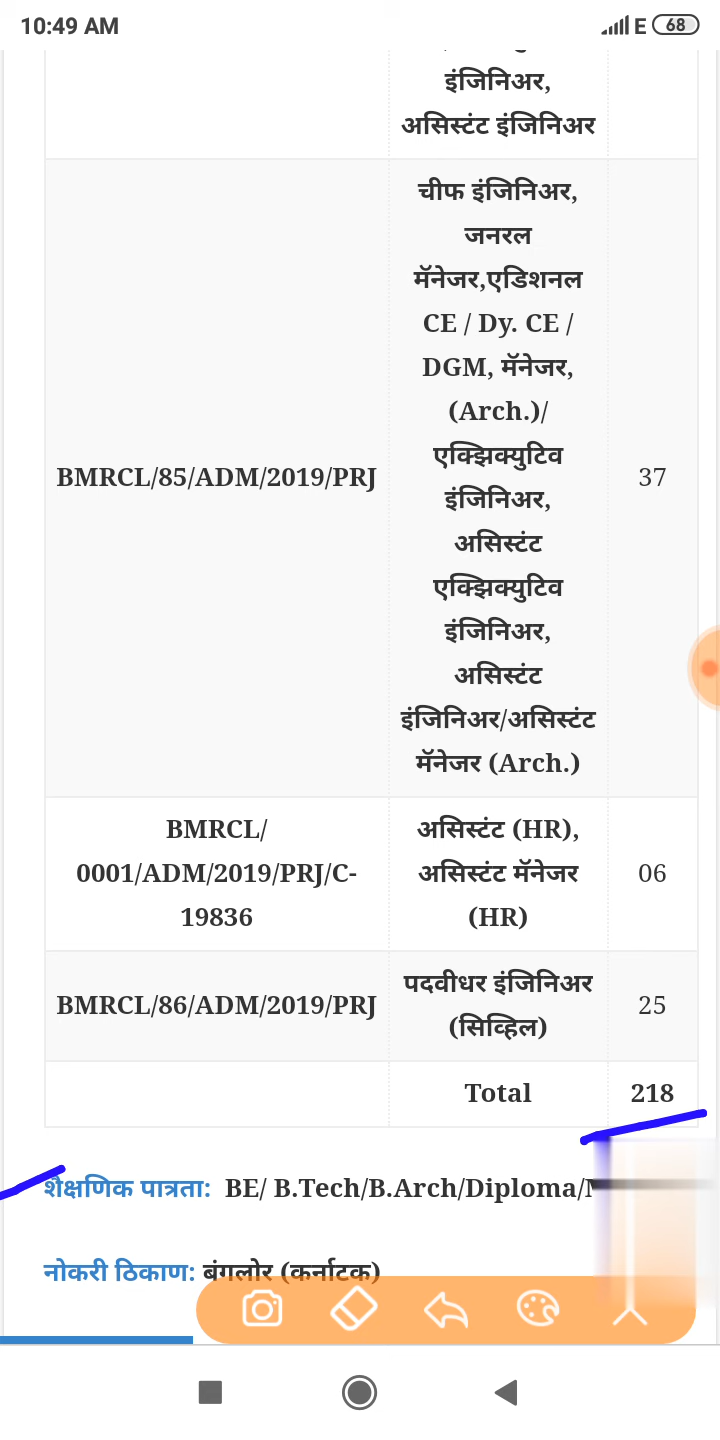 10:49 AM
E 68
इंजिनिअर,
असिस्टंट इंजिनिअर
BMRCL/85/ADM/2019/PRJ
चीफ इंजिनिअर,
जनरल
मॅनेजर,एडिशनल
CE / Dy. CE /
DGM, मॅनेजर,
(Arch.)/
एक्झिक्युटिव
इंजिनिअर,
असिस्टंट
एक्झिक्युटिव
इंजिनिअर,
असिस्टंट
इंजिनिअर/असिस्टंट
मॅनेजर (Arch.)
37
BMRCL/
0001/ADM/2019/PRJ/C-
19836
असिस्टंट (HR),
असिस्टंट मॅनेजर
(HR)
06
BMRCL/86/ADM/2019/PRJ
पदवीधर इंजिनिअर
(सिव्हिल)
25
Total
218
शैक्षणिक पात्रता: BE/ B.Tech/B.Arch/Diploma/
नोकरी ठिकाण: बंगलोर (कर्नाटक)